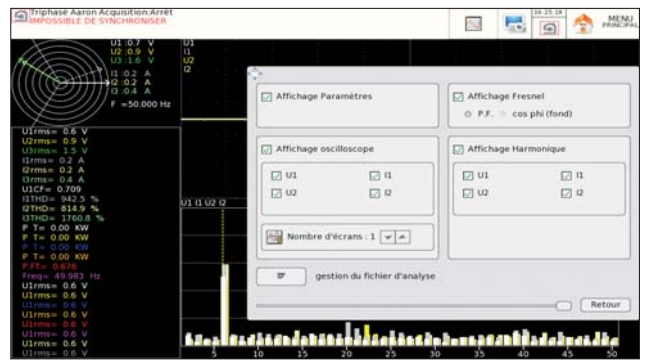 Triphasé Aaron Acquisition:Arrêt
IMPOSSIBLE DE SYNCHRONISER
16-25-18
MENU
PRINCIPAL
U1 :0.7 V
U2 :0.9 V
U3 :1.6 V
I1 :0.2 A
I2 :0.2 A
I3 :0.4 A
F =50.000 Hz
U1
I1
U2
I2
U1rms= 0.6 V
U2rms= 0.9 V
U3rms= 1.5 V
I1rms= 0.2 A
I2rms= 0.2 A
I3rms= 0.4 A
U1CF= 0.709
I1THD= 942.5 %
I2THD= 814.9 %
I3THD= 1760.8 %
P T= 0.00 KW
P T= 0.00 KW
P T= 0.00 KW
P T= 0.00 KW
P.FT= 0.676
Freq= 49.983 Hz
U1rms= 0.6 V
U1rms= 0.6 V
U1rms= 0.6 V
U1rms= 0.6 V
U1rms= 0.6 V
U1rms= 0.6 V
U1rms= 0.6 V
U1rms= 0.6 V
U1 I1 U2 I2
Affichage Paramètres
Affichage Fresnel
P.F. cos phi (fond)
Affichage oscilloscope
U1 I1
U2 I2
Affichage Harmonique
U1 I1
U2 I2
Nombre d'écrans : 1
gestion du fichier d'analyse
Retour
5 10 15 20 25 30 35 40 45 50